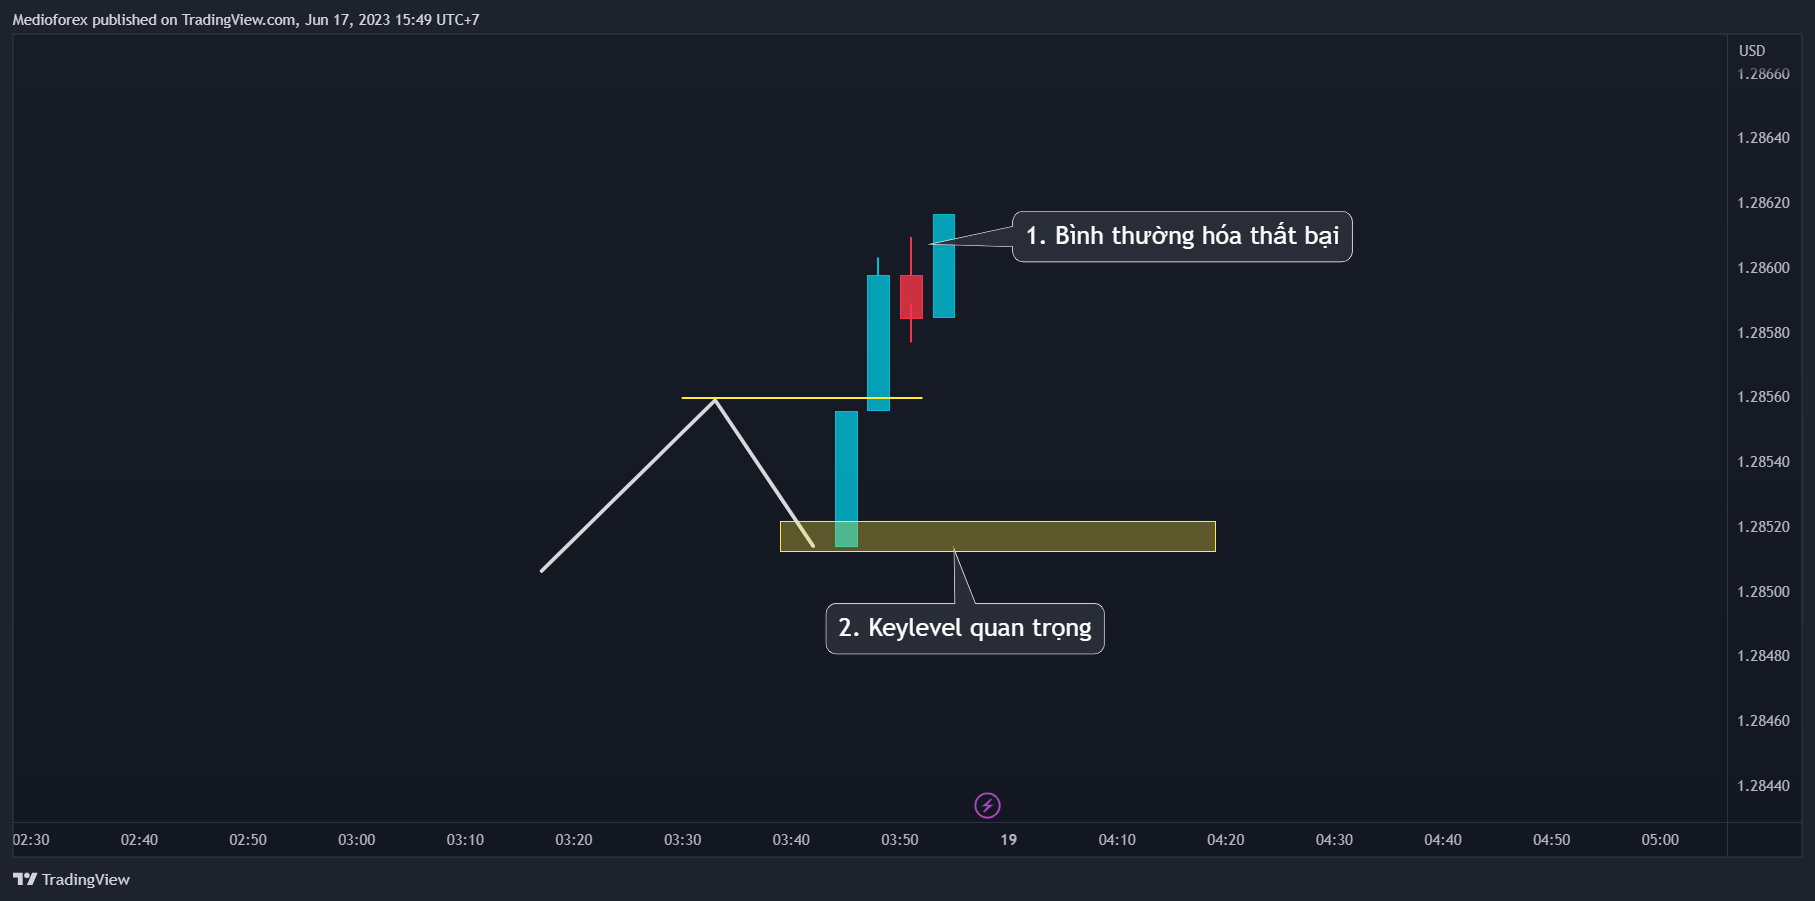 Medioforex published on TradingView.com, Jun 17, 2023 15:49 UTC+7
USD
1.28660
1.28640
1.28620
1. Bình thường hóa thất bại
1.28600
1.28580
1.28560
1.28540
1.28520
1.28500
2. Keylevel quan trọng
1.28480
1.28460
1.28440
02:30 02:40 02:50 03:00 03:10 03:20 03:30 03:40 03:50 19 04:10 04:20 04:30 04:40 04:50 05:00
TradingView